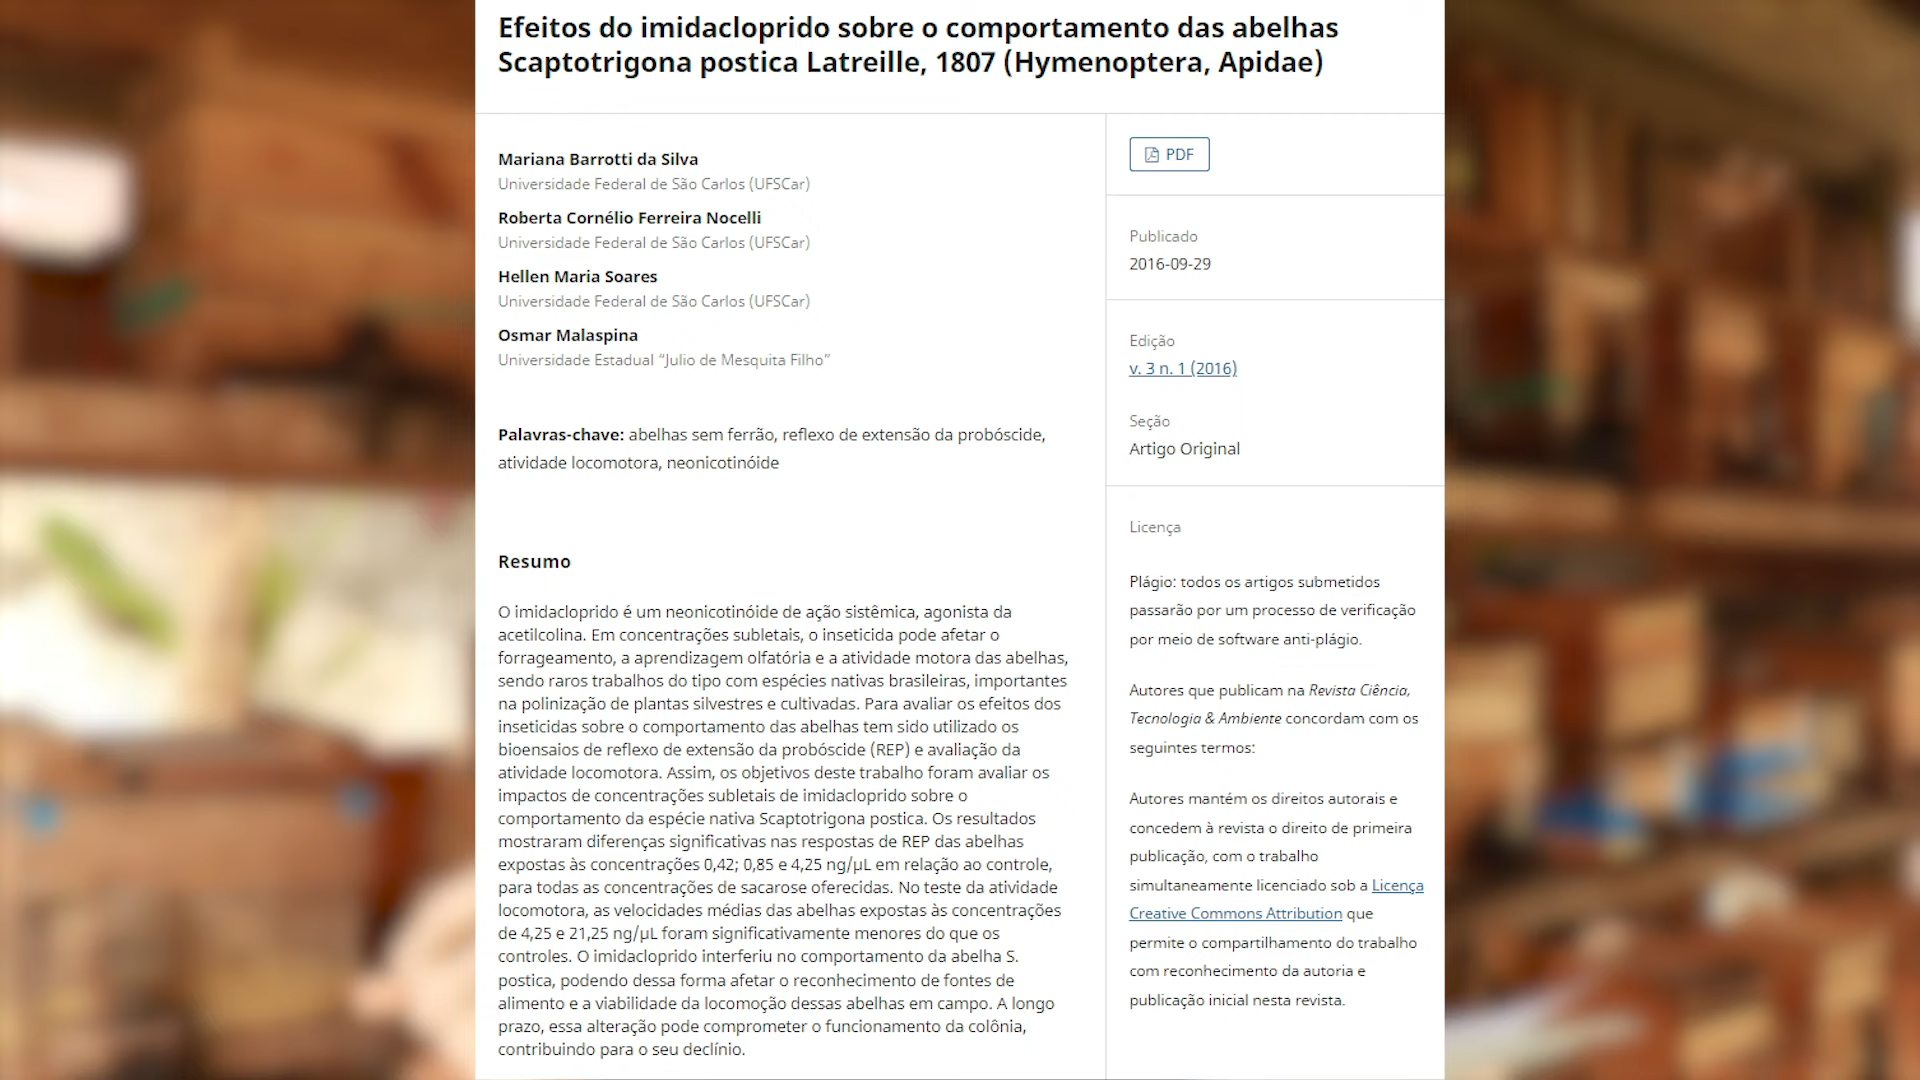 Efeitos do imidacloprido sobre o comportamento das abelhas
Scaptotrigona postica Latreille, 1807 (Hymenoptera, Apidae)
Mariana Barrotti da Silva
Universidade Federal de São Carlos (UFSCar)
Roberta Cornélio Ferreira Nocelli
Universidade Federal de São Carlos (UFSCar)
Hellen Maria Soares
Universidade Federal de São Carlos (UFSCar)
Osmar Malaspina
Universidade Estadual “Julio de Mesquita Filho”
Palavras-chave: abelhas sem ferrão, reflexo de extensão da probóscide,
atividade locomotora, neonicotinóide
Resumo
O imidacloprido é um neonicotinóide de ação sistêmica, agonista da
acetilcolina. Em concentrações subletais, o inseticida pode afetar o
forrageamento, a aprendizagem olfatória e a atividade motora das abelhas,
sendo raros trabalhos do tipo com espécies nativas brasileiras, importantes
na polinização de plantas silvestres e cultivadas. Para avaliar os efeitos dos
inseticidas sobre o comportamento das abelhas tem sido utilizado os
bioensaios de reflexo de extensão da probóscide (REP) e avaliação da
atividade locomotora. Assim, os objetivos deste trabalho foram avaliar os
impactos de concentrações subletais de imidacloprido sobre o
comportamento da espécie nativa Scaptotrigona postica. Os resultados
mostraram diferenças significativas nas respostas de REP das abelhas
expostas às concentrações 0,42; 0,85 e 4,25 ng/µL em relação ao controle,
para todas as concentrações de sacarose oferecidas. No teste da atividade
locomotora, as velocidades médias das abelhas expostas às concentrações
de 4,25 e 21,25 ng/µL foram significativamente menores do que os
controles. O imidacloprido interferiu no comportamento da abelha S.
postica, podendo dessa forma afetar o reconhecimento de fontes de
alimento e a viabilidade da locomoção dessas abelhas em campo. A longo
prazo, essa alteração pode comprometer o funcionamento da colônia,
contribuindo para o seu declínio.
PDF
Publicado
2016-09-29
Edição
v. 3 n. 1 (2016)
Seção
Artigo Original
Licença
Plágio: todos os artigos submetidos
passarão por um processo de verificação
por meio de software anti-plágio.
Autores que publicam na Revista Ciência,
Tecnologia & Ambiente concordam com os
seguintes termos:
Autores mantém os direitos autorais e
concedem à revista o direito de primeira
publicação, com o trabalho
simultaneamente licenciado sob a Licença
Creative Commons Attribution que
permite o compartilhamento do trabalho
com reconhecimento da autoria e
publicação inicial nesta revista.